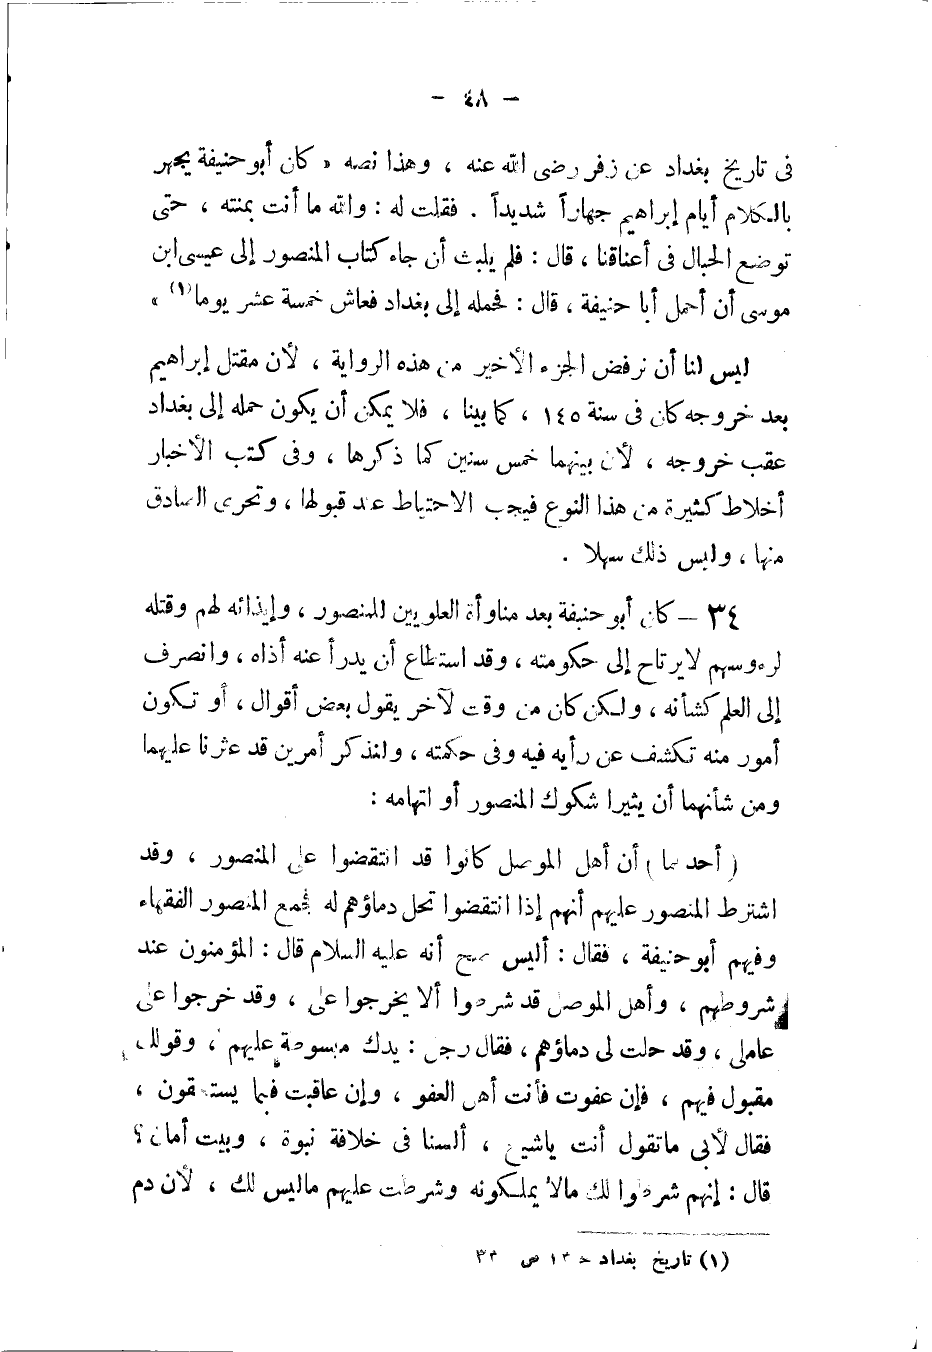 - ٤٨ -
فى تاريخ بغداد عن زفر رضى الله عنه ، وهذا نصه « كان أبو حنيفة يجهر
بالكلام أيام إبراهيم جهاراً شديداً . فقلت له : والله ما أنت بمنته ، حتى
توضع الحبال فى أعناقنا ، قال : فلم يلبث أن جاء كتاب المنصور إلى عيسى ابن
موسى أن أحمل أبا حنيفة ، قال : فحمله إلى بغداد فعاش خمسة عشر يوما(١) »
ليس لنا أن نرفض الجزء الأخير من هذه الرواية ، لأن مقتل إبراهيم
بعد خروجه كان فى سنة ١٤٥ ، كما بينا ، فلا يمكن أن يكون حمله إلى بغداد
عقب خروجه ، لأن بينهما خمس سنين كما ذكرها ، وفى كتب الأخبار
أخلاط كثيرة من هذا النوع فيجب الاحتياط عند قبولها ، وتحرى الصادق
منها ، وليس ذلك سهلا .
٣٤ - كان أبو حنيفة بعد مناوأة العلويين للمنصور ، وإيذائه لهم وقتله
لرءوسهم لايرتاح إلى حكومته ، وقد استطاع أن يدرأ عنه أذاه ، وانصرف
إلى العلم كشأنه ، ولكن كان من وقت لآخر يقول بعض أقوال ، أو تكون
أمور منه تكشف عن رأيه فيه وفى حكمته ، ولنذكر أمرين قد عثرنا عليهما
ومن شأنهما أن يثيرا شكوك المنصور أو اتهامه :
( أحدهما ) أن أهل الموصل كانوا قد انتقضوا على المنصور ، وقد
اشترط المنصور عليهم أنهم إذا انتقضوا تحل دماؤهم له فجمع المنصور الفقهاء
وفيهم أبو حنيفة ، فقال : أليس صح أنه عليه السلام قال : المؤمنون عند
شروطهم ، وأهل الموصل قد شرطوا ألا يخرجوا على ، وقد خرجوا على
عاملى ، وقد حلت لى دماؤهم ، فقال رجل : يدك مبسوطة عليهم ، وقولك
مقبول فيهم ، فإن عفوت فأنت أهل العفو ، وإن عاقبت فبما يستحقون ،
فقال لأبى ماتقول أنت ياشيخ ، ألسنا فى خلافة نبوة ، وبيت أمان ؟
قال : إنهم شرطوا لك مالا يملكونه وشرطت عليهم ماليس لك ، لأن دم
(١) تاريخ بغداد ح ١٣ ص